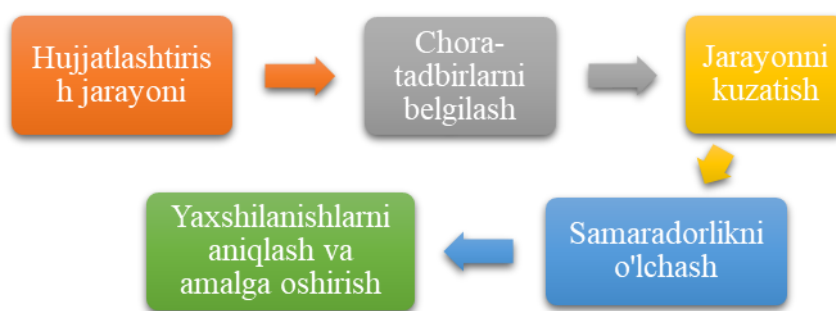 Hujjatlashtiris
h jarayoni
Chora-
tadbirlarni
belgilash
Jarayonni
kuzatish
Samaradorlikni
o'lchash
Yaxshilanishlarni
aniqlash va
amalga oshirish